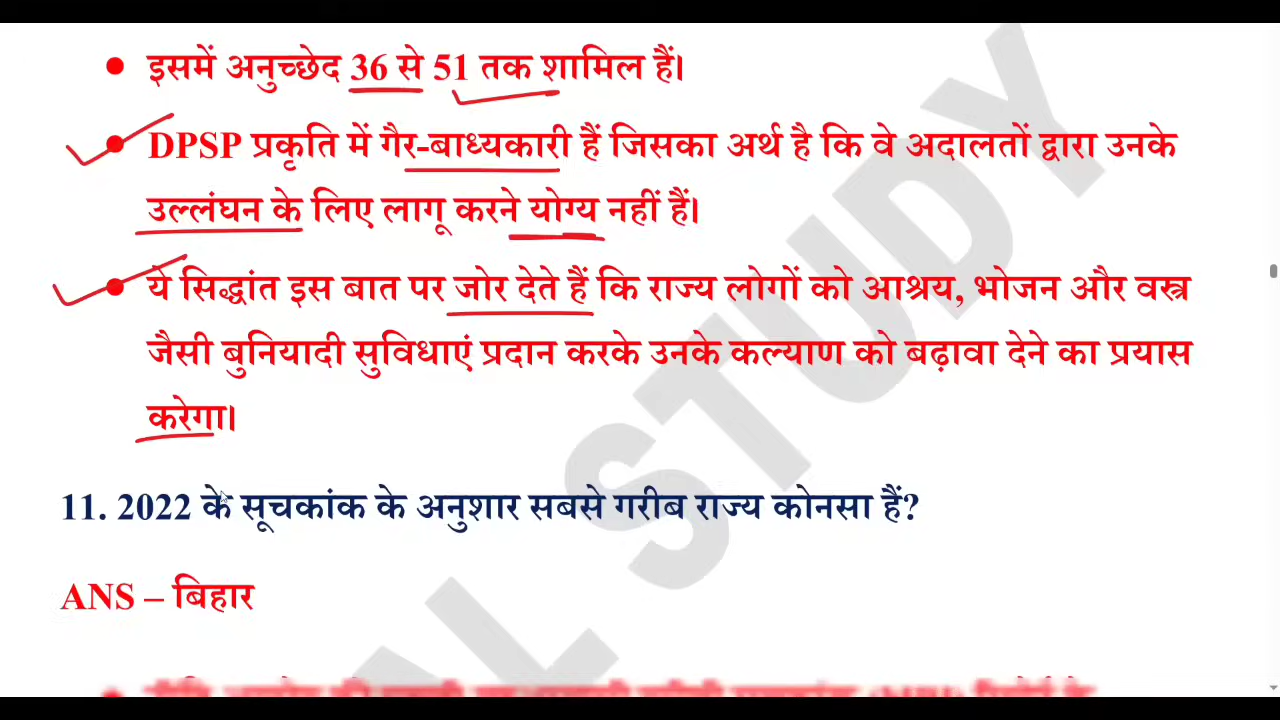 इसमें अनुच्छेद 36 से 51 तक शामिल हैं।
DPSP प्रकृति में गैर-बाध्यकारी हैं जिसका अर्थ है कि वे अदालतों द्वारा उनके
उल्लंघन के लिए लागू करने योग्य नहीं हैं।
ये सिद्धांत इस बात पर जोर देते हैं कि राज्य लोगों को आश्रय, भोजन और वस्त्र
जैसी बुनियादी सुविधाएं प्रदान करके उनके कल्याण को बढ़ावा देने का प्रयास
करेगा।
11. 2022 के सूचकांक के अनुशार सबसे गरीब राज्य कोनसा हैं?
ANS – बिहार
STUDY